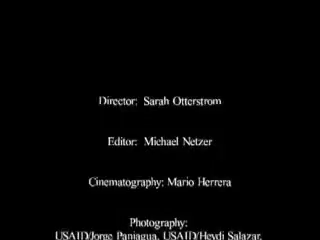 Director: Sarah Otterstrom
Editor: Michael Netzer
Cinematography: Mario Herrera
Photography:
USAID/Jorge Paniagua, USAID/Heydi Salazar,